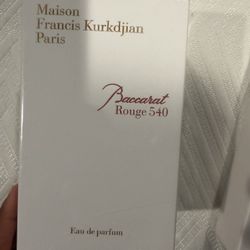 Maison
Francis Kurkdjian
Paris
Baccarat
Rouge 540
Eau de parfum